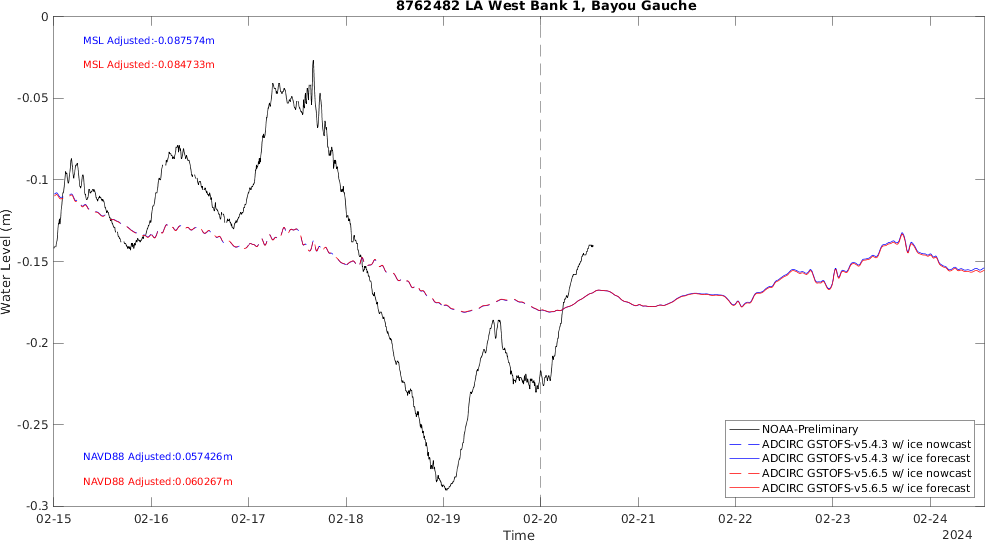 8762482 LA West Bank 1, Bayou Gauche
0
MSL Adjusted:-0.087574m
MSL Adjusted:-0.084733m
-0.05
-0.1
-0.15
-0.2
-0.25
-0.3
Water Level (m)
NAVD88 Adjusted:0.057426m
NAVD88 Adjusted:0.060267m
NOAA-Preliminary
ADCIRC GSTOFS-v5.4.3 w/ ice nowcast
ADCIRC GSTOFS-v5.4.3 w/ ice forecast
ADCIRC GSTOFS-v5.6.5 w/ ice nowcast
ADCIRC GSTOFS-v5.6.5 w/ ice forecast
02-15 02-16 02-17 02-18 02-19 02-20 02-21 02-22 02-23 02-24
Time
2024